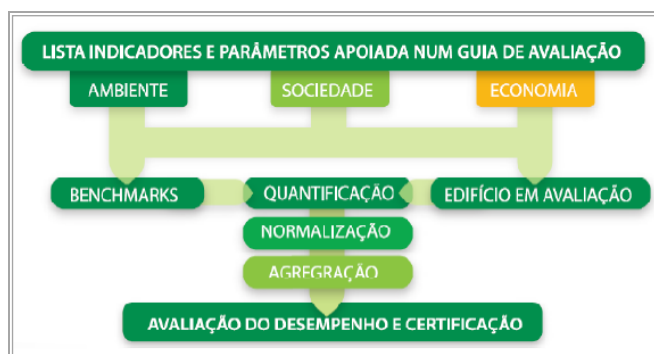 LISTA INDICADORES E PARÂMETROS APOIADA NUM GUIA DE AVALIAÇÃO
AMBIENTE SOCIEDADE ECONOMIA
BENCHMARKS QUANTIFICAÇÃO EDIFÍCIO EM AVALIAÇÃO
NORMALIZAÇÃO
AGREGRAÇÃO
AVALIAÇÃO DO DESEMPENHO E CERTIFICAÇÃO